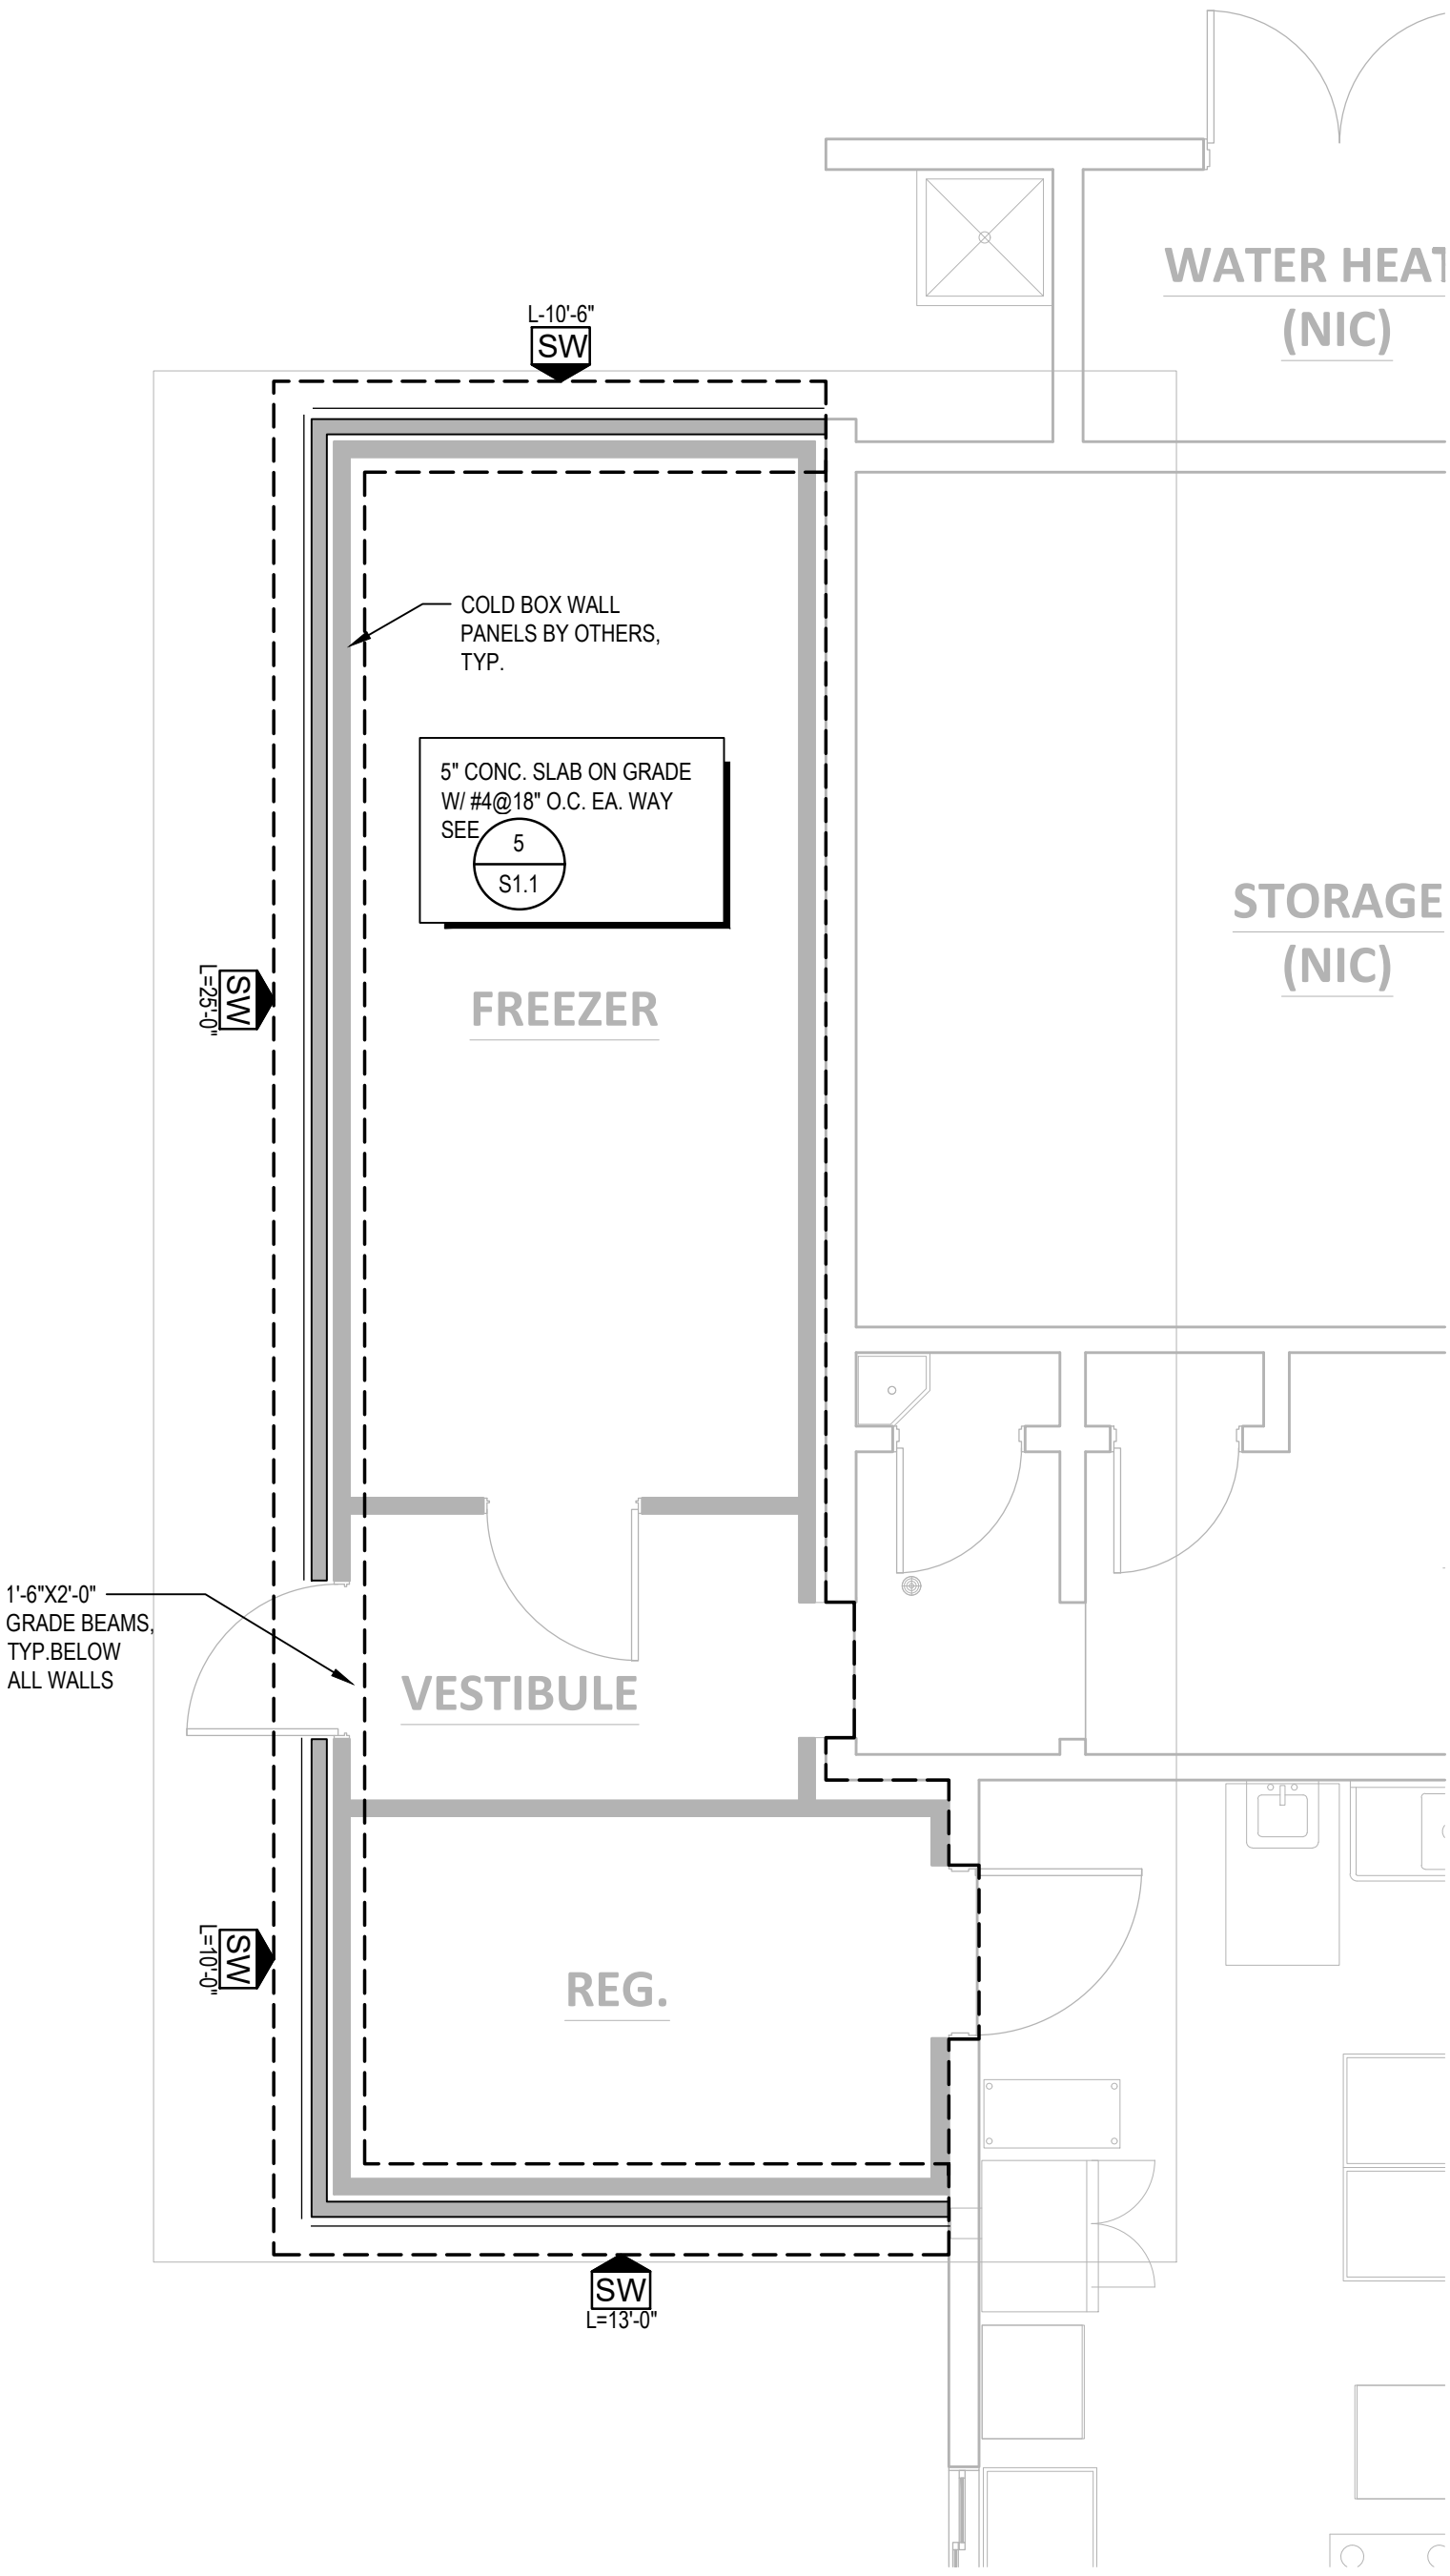 WATER HEAT
(NIC)
L-10'-6"
SW
COLD BOX WALL
PANELS BY OTHERS,
TYP.
5" CONC. SLAB ON GRADE
W/ #4@18" O.C. EA. WAY
SEE
5
S1.1
STORAGE
(NIC)
SW
L=25'-0"
FREEZER
1'-6"X2'-0"
GRADE BEAMS,
TYP.BELOW
ALL WALLS
VESTIBULE
SW
L=10'-0"
REG.
SW
L=13'-0"